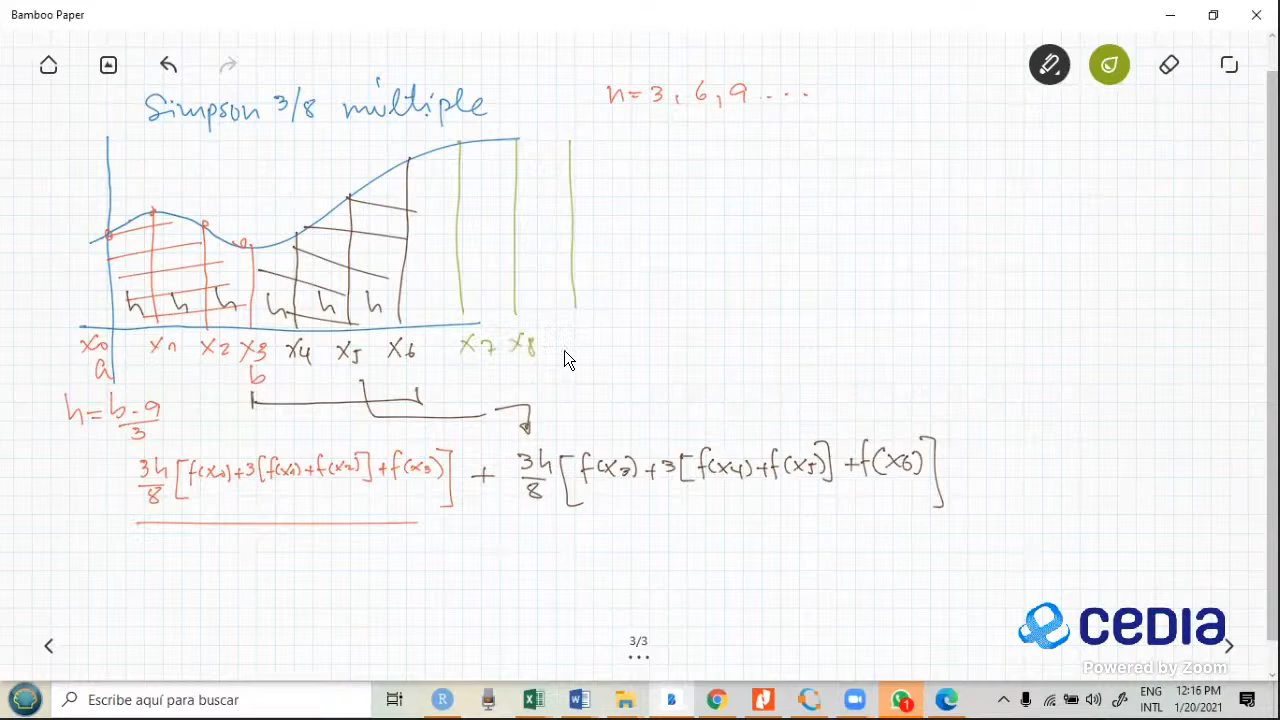 Bamboo Paper
Simpson 3/8 múltiple
n=3, 6, 9 ....
h h h h h h
x0 x1 x2 x3 x4 x5 x6 x7 x8
a b
h = b-a/3
3h/8 [f(x0)+3[f(x1)+f(x2)]+f(x3)] + 3h/8 [f(x3)+3[f(x4)+f(x5)]+f(x6)]
cedia
Powered by Zoom
3/3
Escribe aquí para buscar
1
ENG
INTL
12:16 PM
1/20/2021